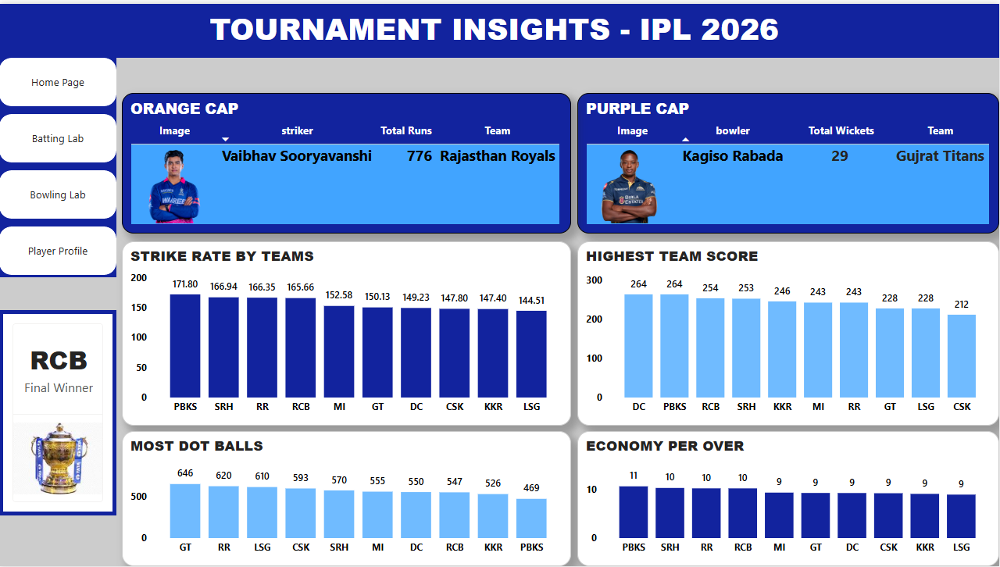 TOURNAMENT INSIGHTS - IPL 2026
Home Page
Batting Lab
Bowling Lab
Player Profile
RCB
Final Winner
ORANGE CAP
Image striker Total Runs Team
Vaibhav Sooryavanshi 776 Rajasthan Royals
PURPLE CAP
Image bowler Total Wickets Team
Kagiso Rabada 29 Gujrat Titans
BIRLA
ESTATES
STRIKE RATE BY TEAMS
200
150
100
50
0
171.80 166.94 166.35 165.66 152.58 150.13 149.23 147.80 147.40 144.51
PBKS SRH RR RCB MI GT DC CSK KKR LSG
HIGHEST TEAM SCORE
300
200
100
0
264 264 254 253 246 243 243 228 228 212
DC PBKS RCB SRH KKR MI RR GT LSG CSK
MOST DOT BALLS
500
0
646 620 610 593 570 555 550 547 526 469
GT RR LSG CSK SRH MI DC RCB KKR PBKS
ECONOMY PER OVER
10
0
11 10 10 10 9 9 9 9 9 9
PBKS SRH RR RCB MI GT DC CSK KKR LSG